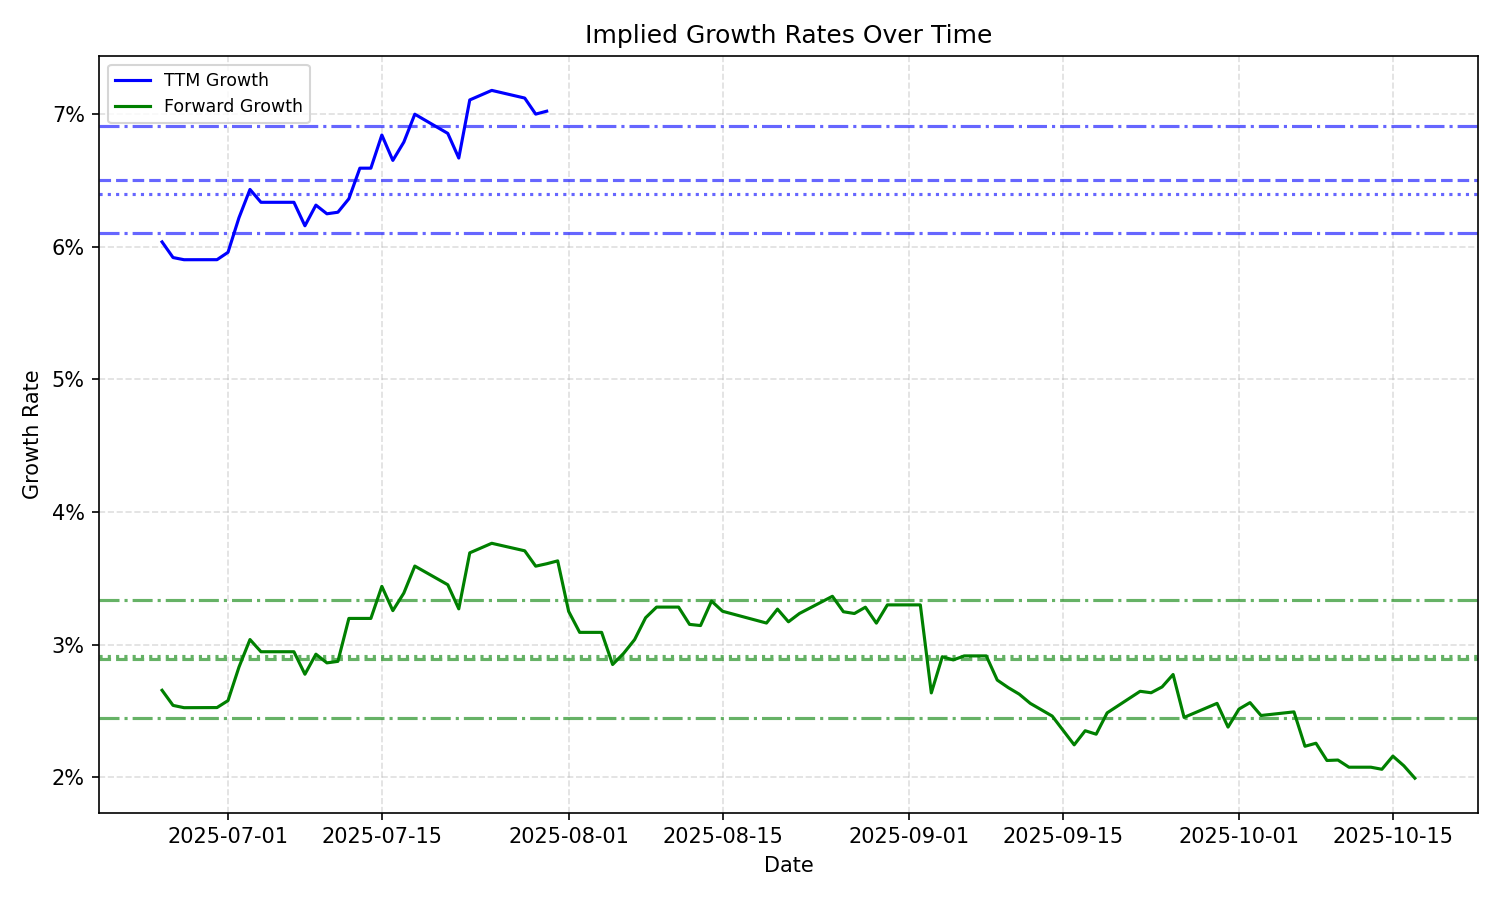 Implied Growth Rates Over Time
TTM Growth
Forward Growth
7%
6%
5%
4%
3%
2%
Growth Rate
2025-07-01 2025-07-15 2025-08-01 2025-08-15 2025-09-01 2025-09-15 2025-10-01 2025-10-15
Date